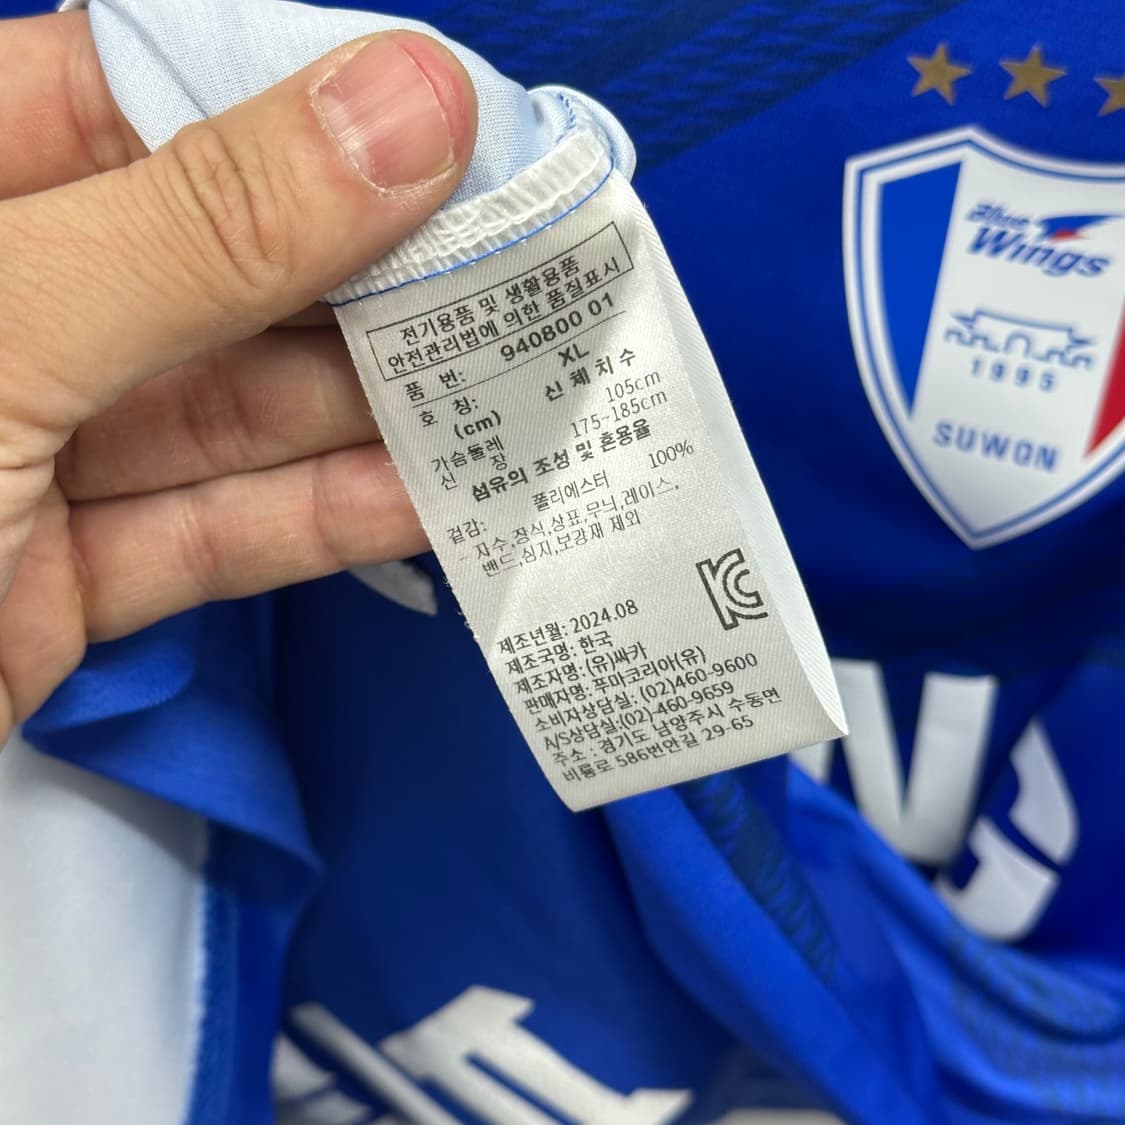 전기용품 및 생활용품
안전관리법에 의한 품질표시
품 번: 940800 01
호 칭: XL
(cm) 신 체 치 수
가슴둘레 105cm
신 장 175~185cm
섬유의 조성 및 혼용율
겉감: 폴리에스터 100%
자수,장식,상표,무늬,레이스,
밴드,심지,보강재 제외
제조년월: 2024.08
제조국명: 한국
제조자명: (유)싸카
판매자명: 푸마코리아(유)
소비자상담실: (02)460-9600
A/S상담실:(02) 460-9659
주소 : 경기도 남양주시 수동면
비룡로 586번안길 29-65
KC
Blue
Wings
1995
SUWON